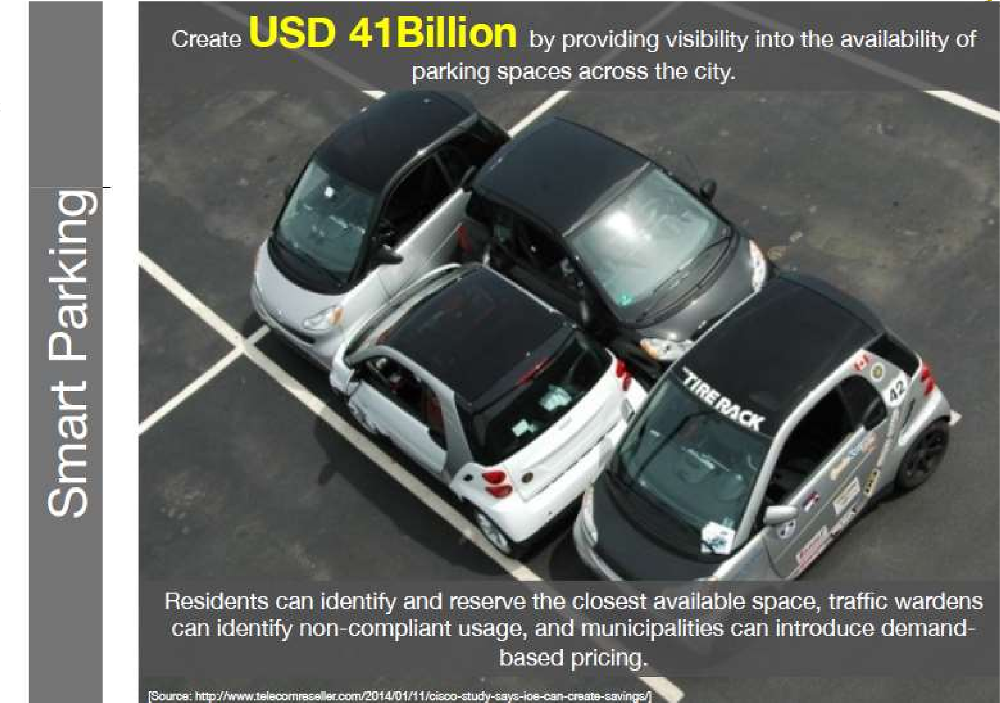 Smart Parking
Create USD 41Billion by providing visibility into the availability of
parking spaces across the city.
TIRE RACK
42
Residents can identify and reserve the closest available space, traffic wardens
can identify non-compliant usage, and municipalities can introduce demand-
based pricing.
[Source: http://www.telecomreseller.com/2014/01/11/cisco-study-says-ioe-can-create-savings/]